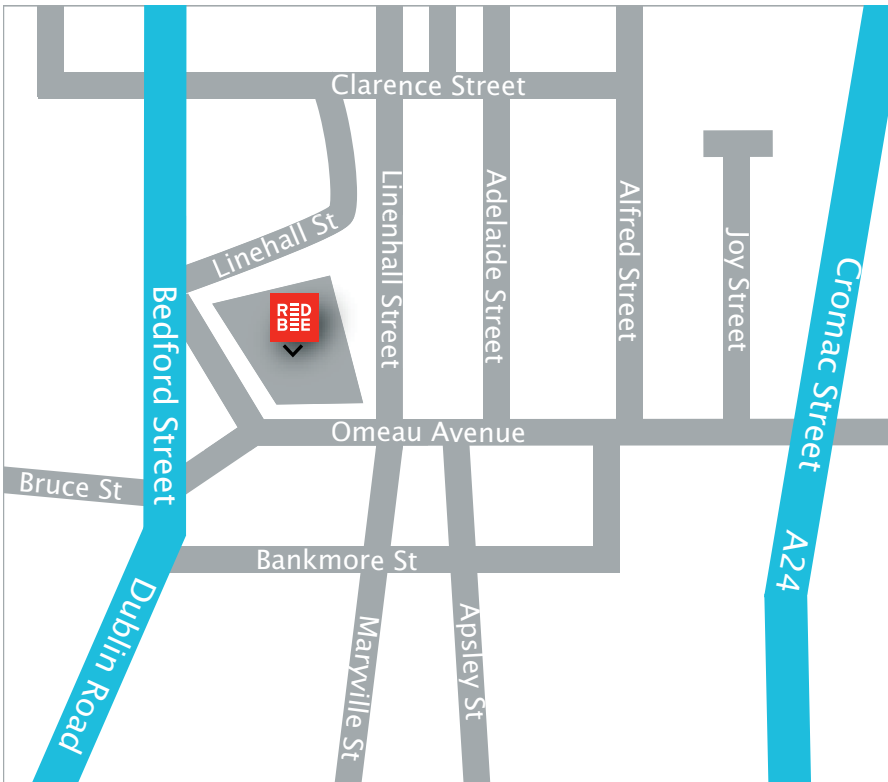 Clarence Street
Linenhall Street
Adelaide Street
Alfred Street
Joy Street
Linehall St
Cromac Street
A24
RED
BEE
Bedford Street
Omeau Avenue
Bruce St
Bankmore St
Dublin Road
Maryville St
Apsley St